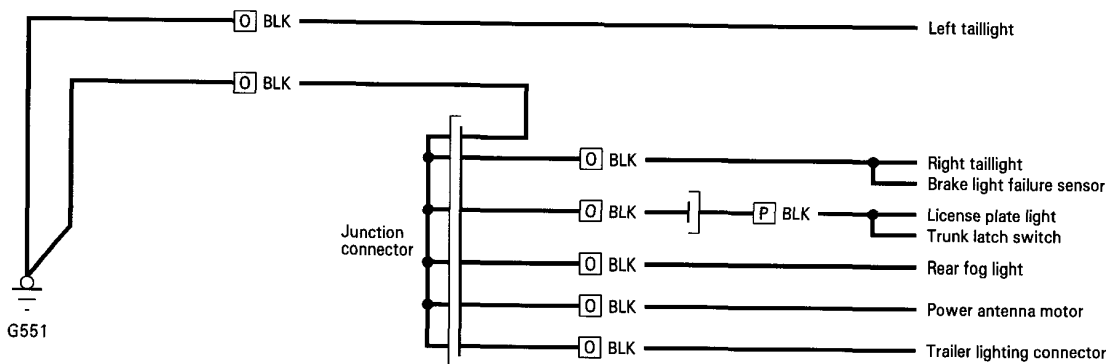 O BLK Left taillight
O BLK
O BLK Right taillight
Brake light failure sensor
O BLK P BLK License plate light
Trunk latch switch
Junction
connector
O BLK Rear fog light
O BLK Power antenna motor
G551
O BLK Trailer lighting connector